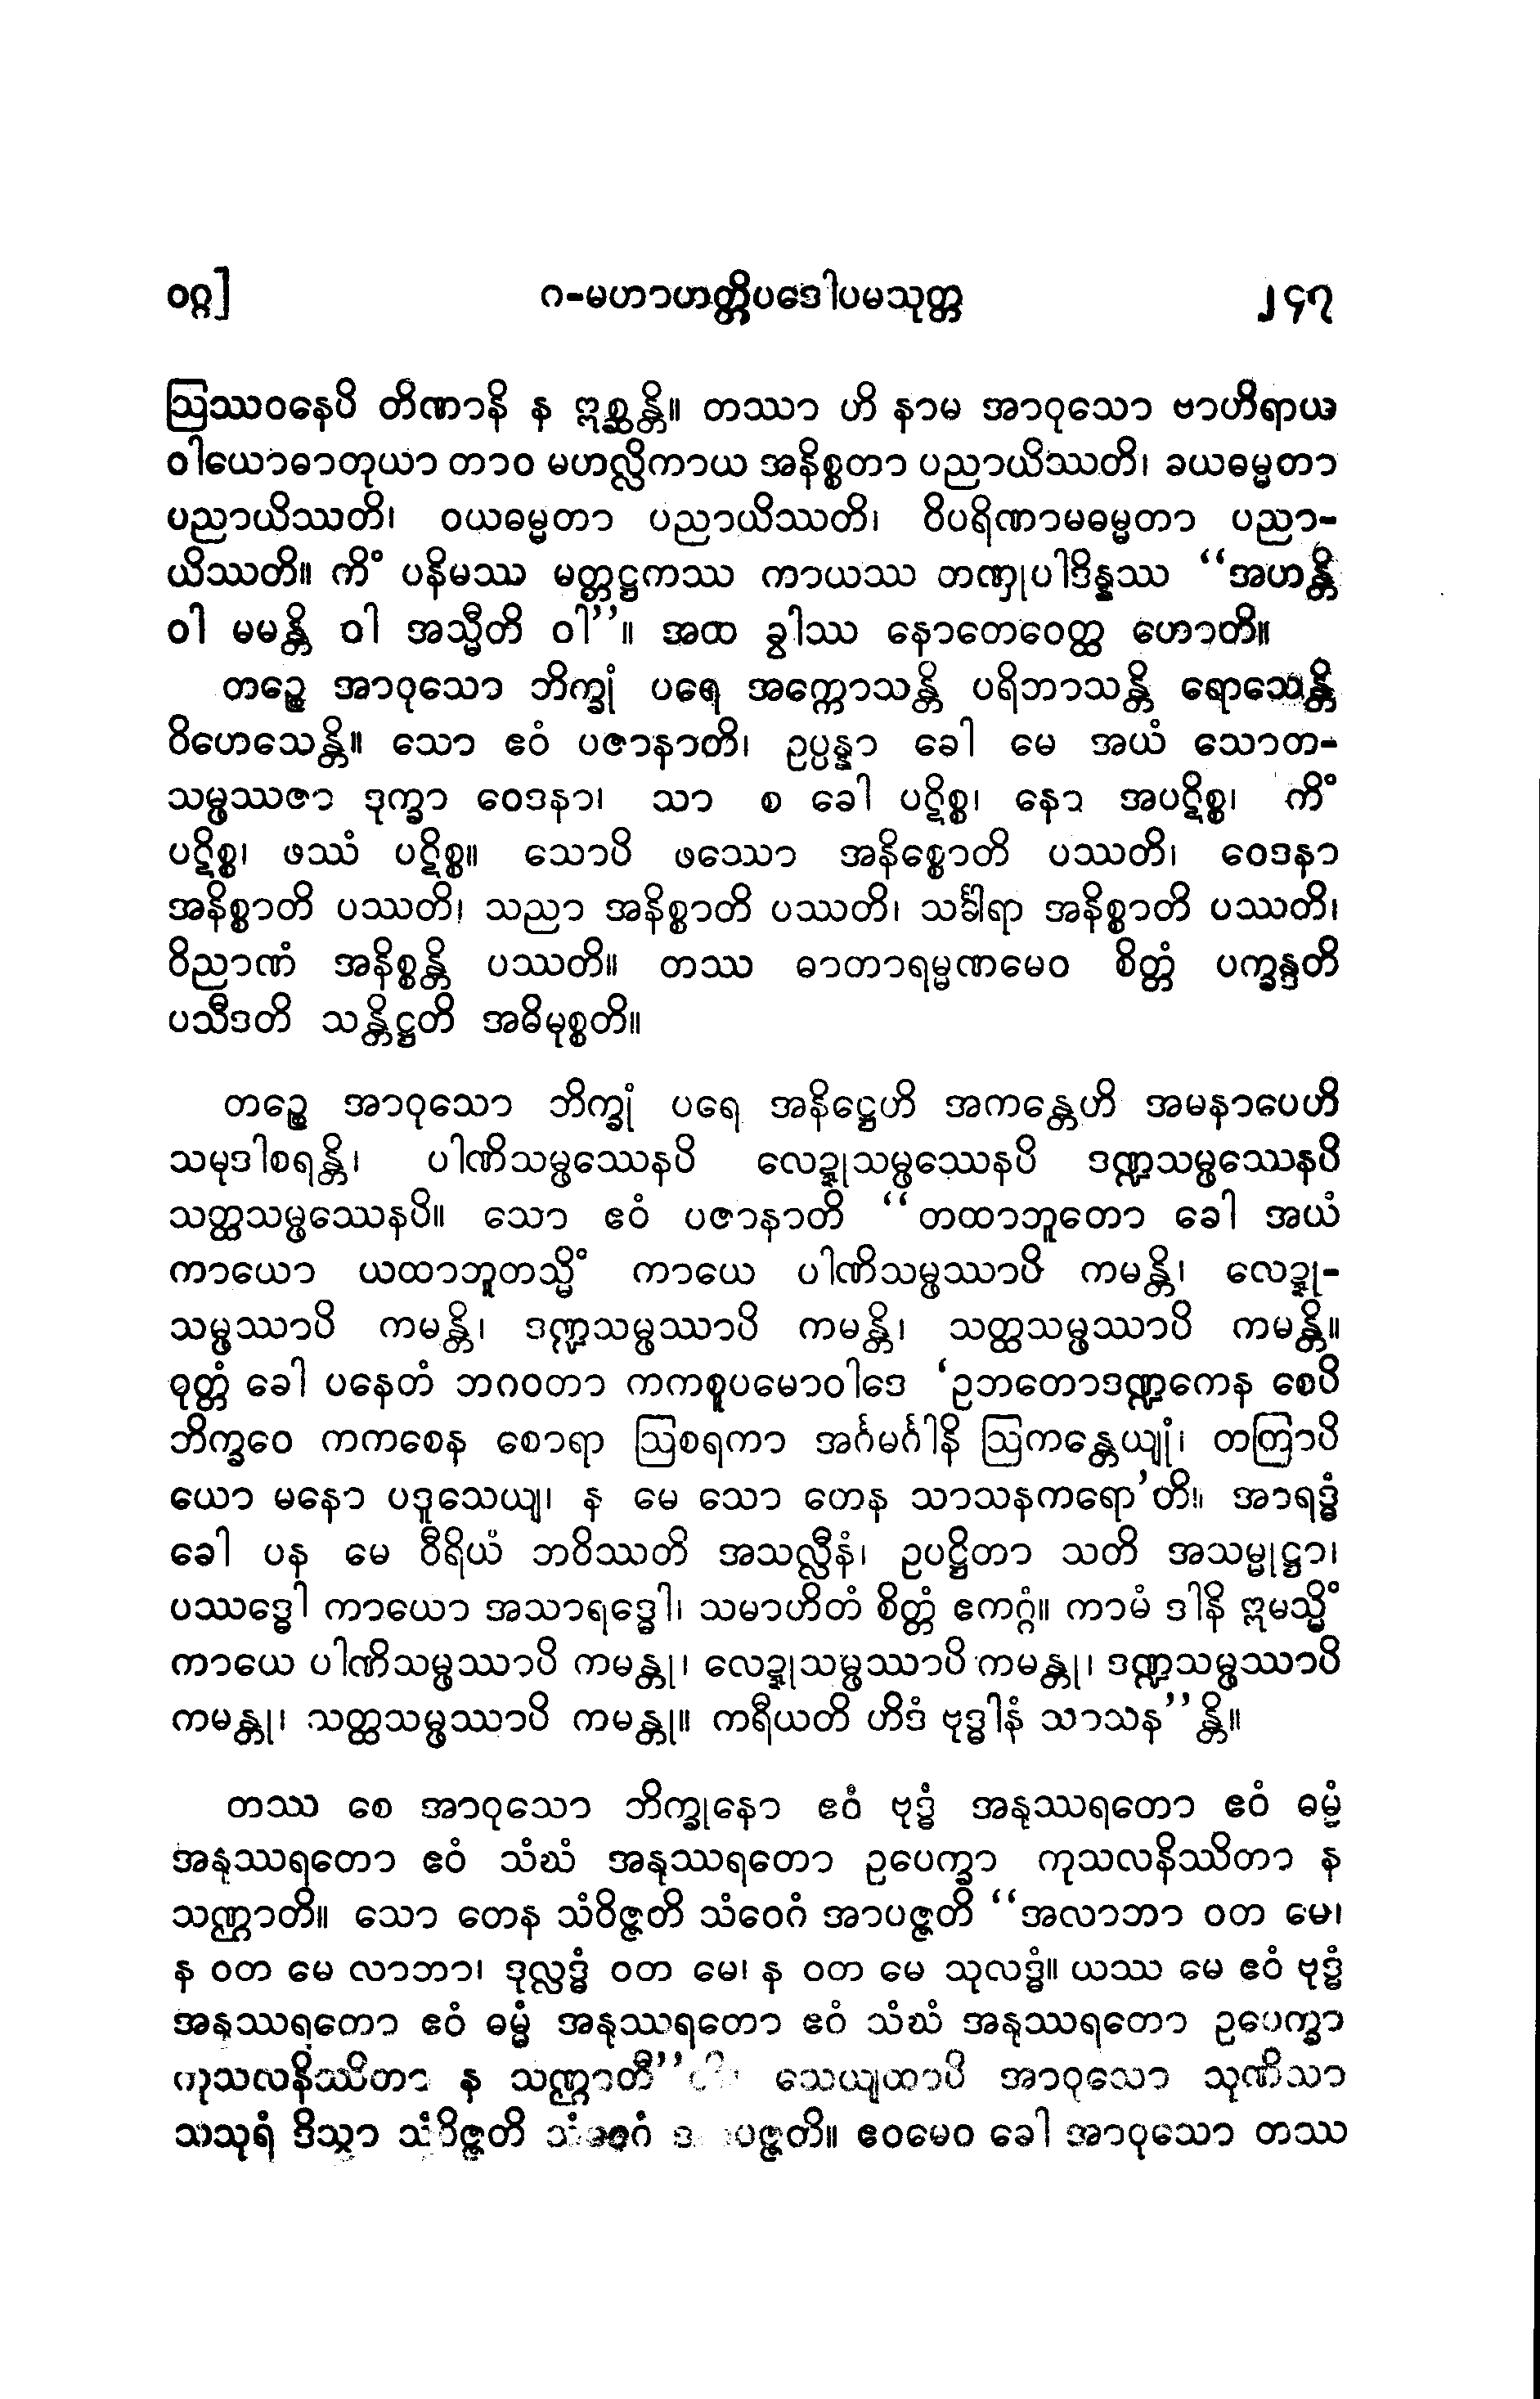 ဝဂ္ဂ]
ဂ-မဟာဟတ္ထိပဒေါပမသုတ္တ
၂၄၇
ဩဿဝနေပိ တိဏာနိ န ဣစ္ဆန္တိ။ တဿာ ဟိ နာမ အာဝုသော ဗာဟိရာယ
ဝါယောဓာတုယာ တာဝ မဟလ္လိကာယ အနိစ္စတာ ပညာယိဿတိ၊ ခယဓမ္မတာ
ပညာယိဿတိ၊ ဝယဓမ္မတာ ပညာယိဿတိ၊ ဝိပရိဏာမဓမ္မတာ ပညာ-
ယိဿတိ။ ကိံ ပနိမဿ မတ္တဋ္ဌကဿ ကာယဿ တဏှုပါဒိန္နဿ “အဟန္တိ
ဝါ မမန္တိ ဝါ အသ္မီတိ ဝါ”။ အထ ခွါဿ နောတေဝေတ္ထ ဟောတိ။
တဉ္စေ အာဝုသော ဘိက္ခုံ ပရေ အက္ကောသန္တိ ပရိဘာသန္တိ ရောသေန္တိ
ဝိဟေသေန္တိ။ သော ဧဝံ ပဇာနာတိ၊ ဥပ္ပန္နာ ခေါ မေ အယံ သောတ-
သမ္ဖဿဇာ ဒုက္ခာ ဝေဒနာ၊ သာ စ ခေါ ပဋိစ္စ၊ နော အပဋိစ္စ၊ ကိံ
ပဋိစ္စ၊ ဖဿံ ပဋိစ္စ။ သောပိ ဖဿော အနိစ္စောတိ ပဿတိ၊ ဝေဒနာ
အနိစ္စာတိ ပဿတိ၊ သညာ အနိစ္စာတိ ပဿတိ၊ သင်္ခါရာ အနိစ္စာတိ ပဿတိ၊
ဝိညာဏံ အနိစ္စန္တိ ပဿတိ။ တဿ ဓာတာရမ္မဏမေဝ စိတ္တံ ပက္ခန္ဒတိ
ပသီဒတိ သန္တိဋ္ဌတိ အဓိမုစ္စတိ။
တဉ္စေ အာဝုသော ဘိက္ခုံ ပရေ အနိဋ္ဌေဟိ အကန္တေဟိ အမနာပေဟိ
သမုဒါစရန္တိ၊ ပါဏိသမ္ဖဿေနပိ လေဍ္ဍုသမ္ဖဿေနပိ ဒဏ္ဍသမ္ဖဿေနပိ
သတ္ထသမ္ဖဿေနပိ။ သော ဧဝံ ပဇာနာတိ “တထာဘူတော ခေါ အယံ
ကာယော ယထာဘူတသ္မိံ ကာယေ ပါဏိသမ္ဖဿာပိ ကမန္တိ၊ လေဍ္ဍု-
သမ္ဖဿာပိ ကမန္တိ၊ ဒဏ္ဍသမ္ဖဿာပိ ကမန္တိ၊ သတ္ထသမ္ဖဿာပိ ကမန္တိ။
ဝုတ္တံ ခေါ ပနေတံ ဘဂဝတာ ကကစူပမောဝါဒေ ‘ဥဘတောဒဏ္ဍကေန စေပိ
ဘိက္ခဝေ ကကစေန စောရာ ဩစရကာ အင်္ဂမင်္ဂါနိ ဩကန္တေယျုံ၊ တတြာပိ
ယော မနော ပဒူသေယျ၊ န မေ သော တေန သာသနကရော’တိ။ အာရဒ္ဓံ
ခေါ ပန မေ ဝီရိယံ ဘဝိဿတိ အသလ္လီနံ၊ ဥပဋ္ဌိတာ သတိ အသမ္မုဋ္ဌာ၊
ပဿဒ္ဓေါ ကာယော အသာရဒ္ဓေါ၊ သမာဟိတံ စိတ္တံ ဧကဂ္ဂံ။ ကာမံ ဒါနိ ဣမသ္မိံ
ကာယေ ပါဏိသမ္ဖဿာပိ ကမန္တု၊ လေဍ္ဍုသမ္ဖဿာပိ ကမန္တု၊ ဒဏ္ဍသမ္ဖဿာပိ
ကမန္တု၊ သတ္ထသမ္ဖဿာပိ ကမန္တု။ ကရီယတိ ဟိဒံ ဗုဒ္ဓါနံ သာသန”န္တိ။
တဿ စေ အာဝုသော ဘိက္ခုနော ဧဝံ ဗုဒ္ဓံ အနုဿရတော ဧဝံ ဓမ္မံ
အနုဿရတော ဧဝံ သံဃံ အနုဿရတော ဥပေက္ခာ ကုသလနိဿိတာ န
သဏ္ဌာတိ။ သော တေန သံဝိဇ္ဇတိ သံဝေဂံ အာပဇ္ဇတိ “အလာဘာ ဝတ မေ၊
န ဝတ မေ လာဘာ၊ ဒုလ္လဒ္ဓံ ဝတ မေ၊ န ဝတ မေ သုလဒ္ဓံ။ ယဿ မေ ဧဝံ ဗုဒ္ဓံ
အနုဿရတော ဧဝံ ဓမ္မံ အနုဿရတော ဧဝံ သံဃံ အနုဿရတော ဥပေက္ခာ
ကုသလနိဿိတာ န သဏ္ဌာတီ” သေယျထာပိ အာဝုသော သုဏိသာ
သသုရံ ဒိသွာ သံဝိဇ္ဇတိ သံဝေဂံ အာပဇ္ဇတိ။ ဧဝမေဝ ခေါ အာဝုသော တဿ